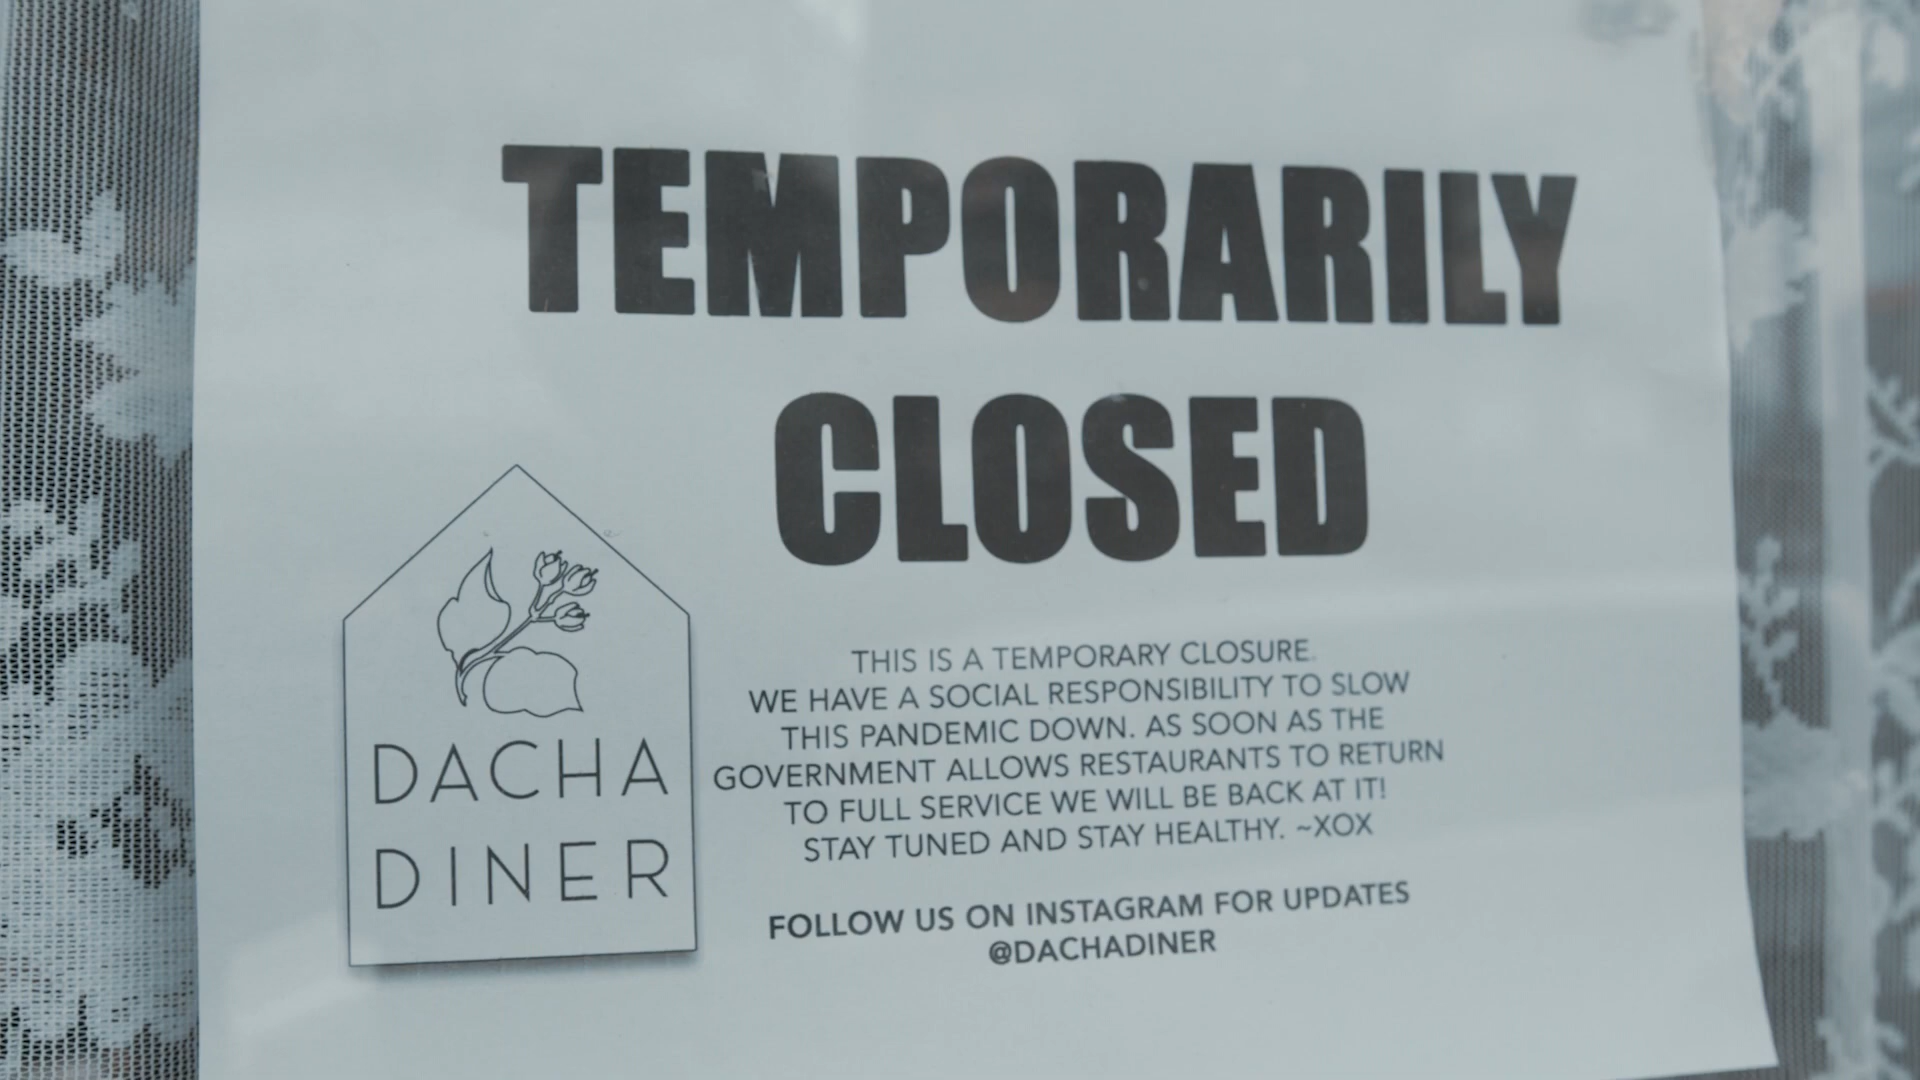 TEMPORARILY
CLOSED
DACHA
DINER
THIS IS A TEMPORARY CLOSURE.
WE HAVE A SOCIAL RESPONSIBILITY TO SLOW
THIS PANDEMIC DOWN. AS SOON AS THE
GOVERNMENT ALLOWS RESTAURANTS TO RETURN
TO FULL SERVICE WE WILL BE BACK AT IT!
STAY TUNED AND STAY HEALTHY. ~XOX
FOLLOW US ON INSTAGRAM FOR UPDATES
@DACHADINER